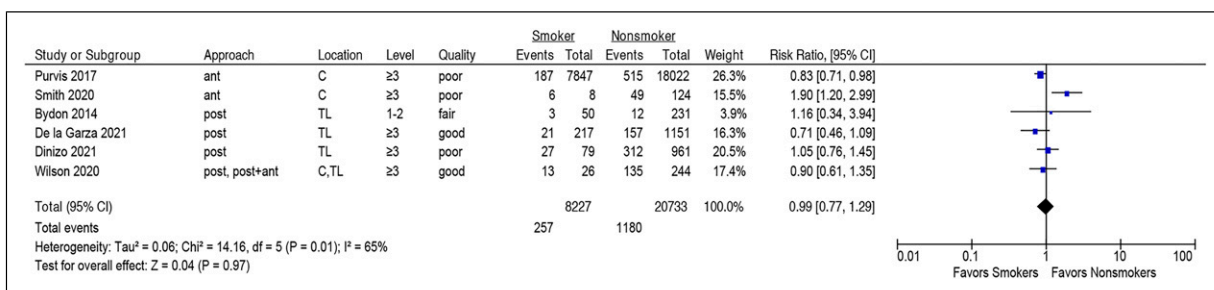 Smoker Nonsmoker
Study or Subgroup Approach Location Level Quality Events Total Events Total Weight Risk Ratio, [95% CI]
Purvis 2017 ant C ≥3 poor 187 7847 515 18022 26.3% 0.83 [0.71, 0.98]
Smith 2020 ant C ≥3 poor 6 8 49 124 15.5% 1.90 [1.20, 2.99]
Bydon 2014 post TL 1-2 fair 3 50 12 231 3.9% 1.16 [0.34, 3.94]
De la Garza 2021 post TL ≥3 good 21 217 157 1151 16.3% 0.71 [0.46, 1.09]
Dinizo 2021 post TL ≥3 poor 27 79 312 961 20.5% 1.05 [0.76, 1.45]
Wilson 2020 post, post+ant C,TL ≥3 good 13 26 135 244 17.4% 0.90 [0.61, 1.35]
Total (95% CI) 8227 20733 100.0% 0.99 [0.77, 1.29]
Total events 257 1180
Heterogeneity: Tau² = 0.06; Chi² = 14.16, df = 5 (P = 0.01); I² = 65%
Test for overall effect: Z = 0.04 (P = 0.97)
0.01 0.1 1 10 100
Favors Smokers Favors Nonsmokers